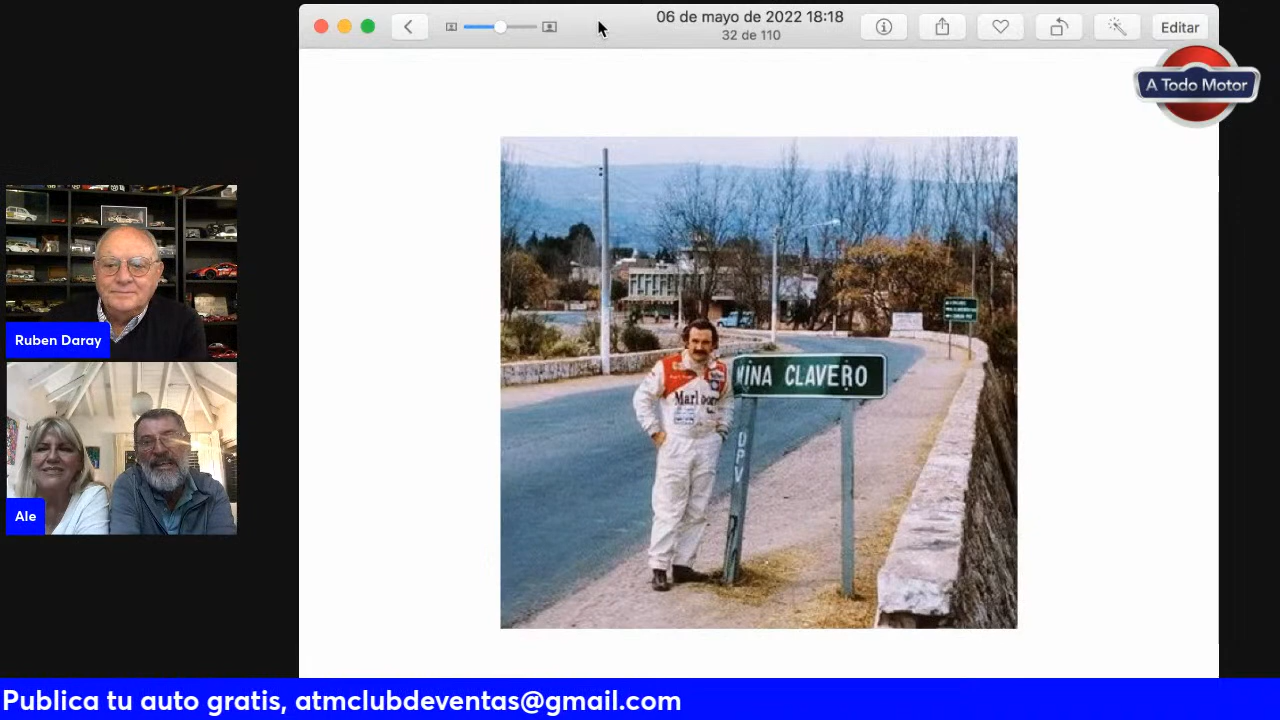 06 de mayo de 2022 18:18
32 de 110
Editar
A Todo Motor
MINA CLAVERO
Marlboro
DPV
Ruben Daray
Ale
Publica tu auto gratis, atmclubdeventas@gmail.com